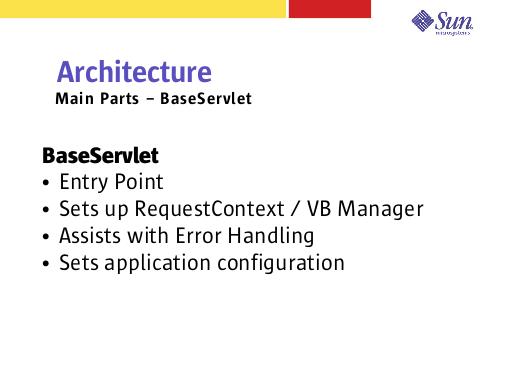 Sun
microsystems
Architecture
Main Parts – BaseServlet
BaseServlet
• Entry Point
• Sets up RequestContext / VB Manager
• Assists with Error Handling
• Sets application configuration